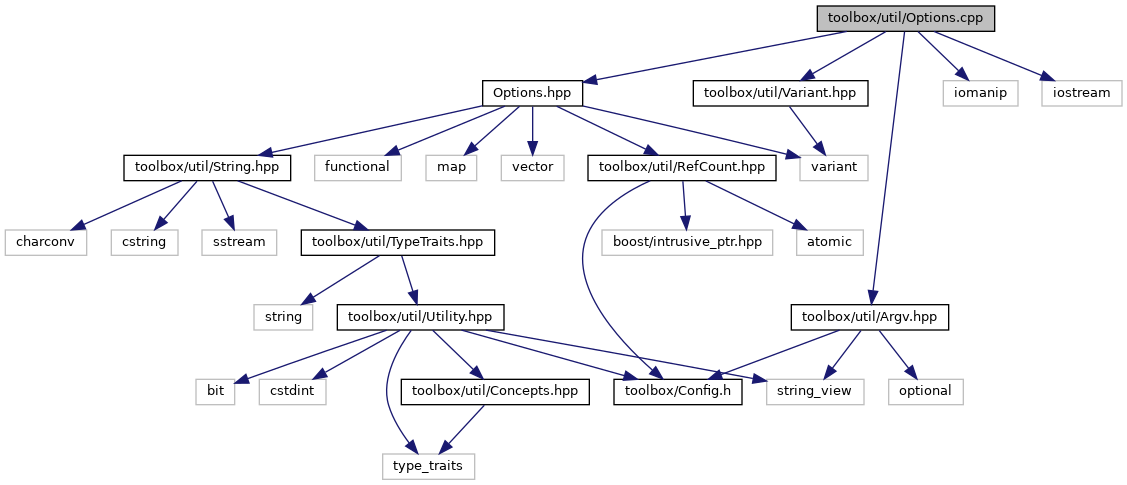 toolbox/util/Options.cpp
Options.hpp
toolbox/util/Variant.hpp
iomanip
iostream
toolbox/util/String.hpp
functional
map
vector
toolbox/util/RefCount.hpp
variant
charconv
cstring
sstream
toolbox/util/TypeTraits.hpp
boost/intrusive_ptr.hpp
atomic
string
toolbox/util/Utility.hpp
toolbox/util/Argv.hpp
bit
cstdint
toolbox/util/Concepts.hpp
toolbox/Config.h
string_view
optional
type_traits